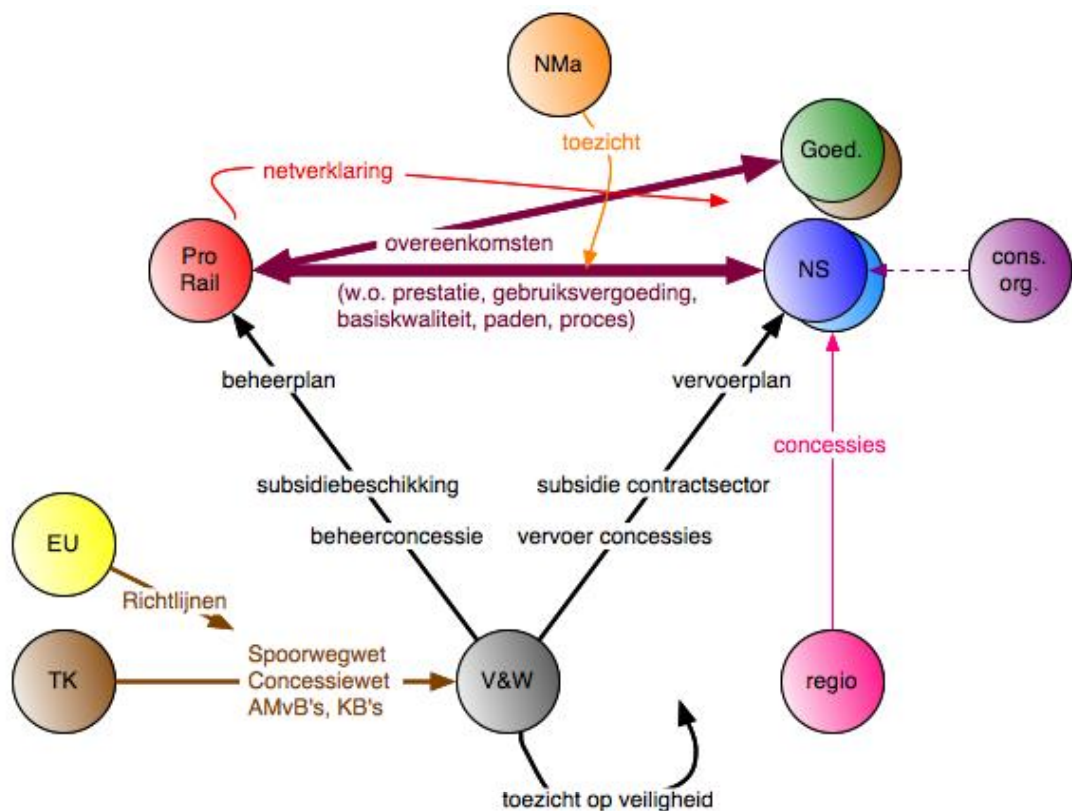 NMa
toezicht
Goed.
netverklaring
Pro
Rail
overeenkomsten
NS
cons.
org.
(w.o. prestatie, gebruiksvergoeding,
basiskwaliteit, paden, proces)
beheerplan
vervoerplan
concessies
subsidiebeschikking
subsidie contractsector
beheerconcessie
vervoer concessies
EU
Richtlijnen
TK
Spoorwegwet
Concessiewet
AMvB's, KB's
V&W
regio
toezicht op veiligheid